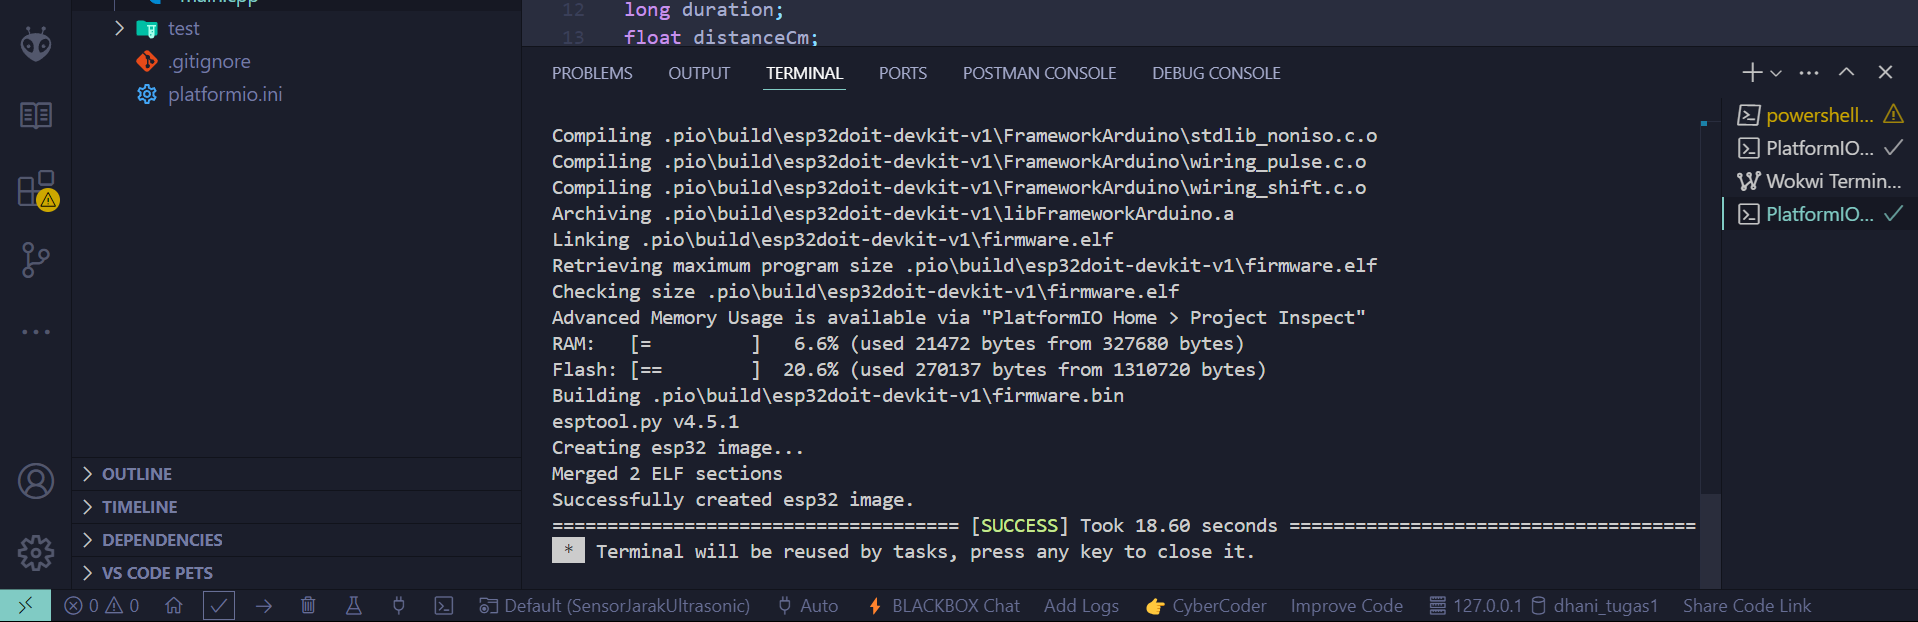 test
.gitignore
platformio.ini
OUTLINE
TIMELINE
DEPENDENCIES
VS CODE PETS
12 long duration;
13 float distanceCm;
PROBLEMS OUTPUT TERMINAL PORTS POSTMAN CONSOLE DEBUG CONSOLE
Compiling .pio\build\esp32doit-devkit-v1\FrameworkArduino\stdlib_noniso.c.o
Compiling .pio\build\esp32doit-devkit-v1\FrameworkArduino\wiring_pulse.c.o
Compiling .pio\build\esp32doit-devkit-v1\FrameworkArduino\wiring_shift.c.o
Archiving .pio\build\esp32doit-devkit-v1\libFrameworkArduino.a
Linking .pio\build\esp32doit-devkit-v1\firmware.elf
Retrieving maximum program size .pio\build\esp32doit-devkit-v1\firmware.elf
Checking size .pio\build\esp32doit-devkit-v1\firmware.elf
Advanced Memory Usage is available via "PlatformIO Home > Project Inspect"
RAM:   [=         ]   6.6% (used 21472 bytes from 327680 bytes)
Flash: [==        ]  20.6% (used 270137 bytes from 1310720 bytes)
Building .pio\build\esp32doit-devkit-v1\firmware.bin
esptool.py v4.5.1
Creating esp32 image...
Merged 2 ELF sections
Successfully created esp32 image.
===================================== [SUCCESS] Took 18.60 seconds =====================================
* Terminal will be reused by tasks, press any key to close it.
powershell...
PlatformIO...
Wokwi Termin...
PlatformIO...
0 0 Default (SensorJarakUltrasonic) Auto BLACKBOX Chat Add Logs CyberCoder Improve Code 127.0.0.1 dhani_tugas1 Share Code Link